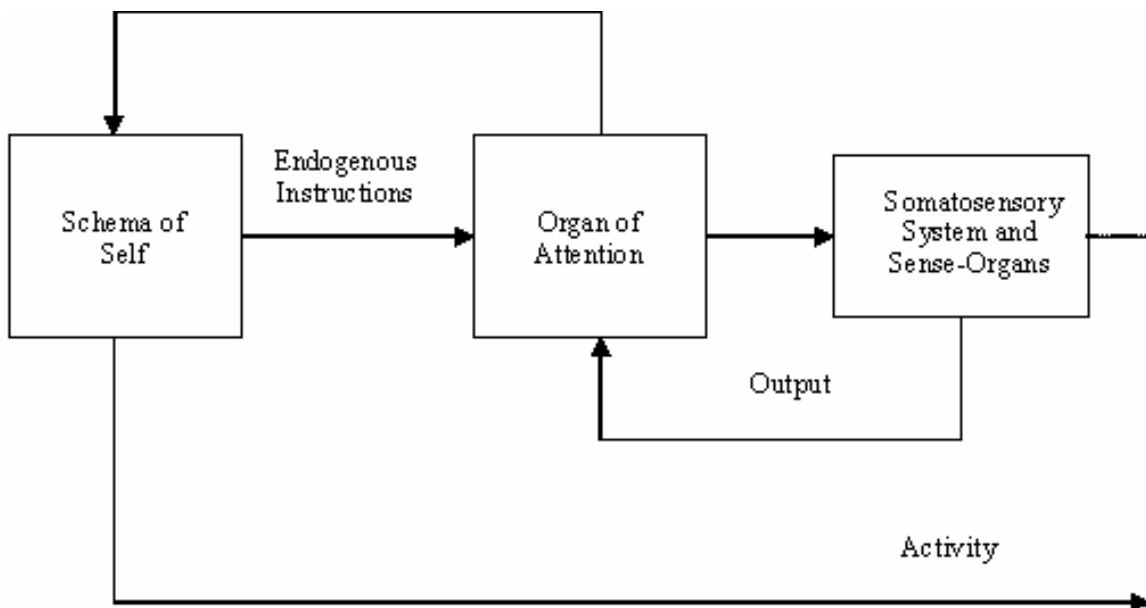 Endogenous
Instructions
Schema of
Self
Organ of
Attention
Somatosensory
System and
Sense-Organs
Output
Activity